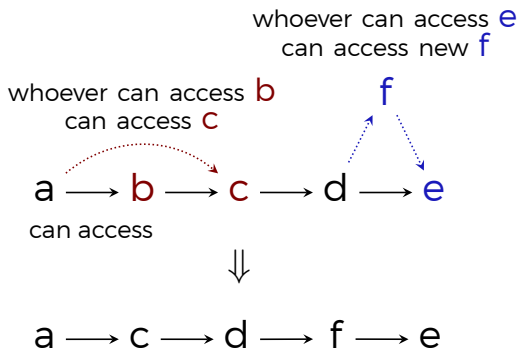 whoever can access e
can access new f
whoever can access b
can access c
f
a b c d e
can access
a c d f e